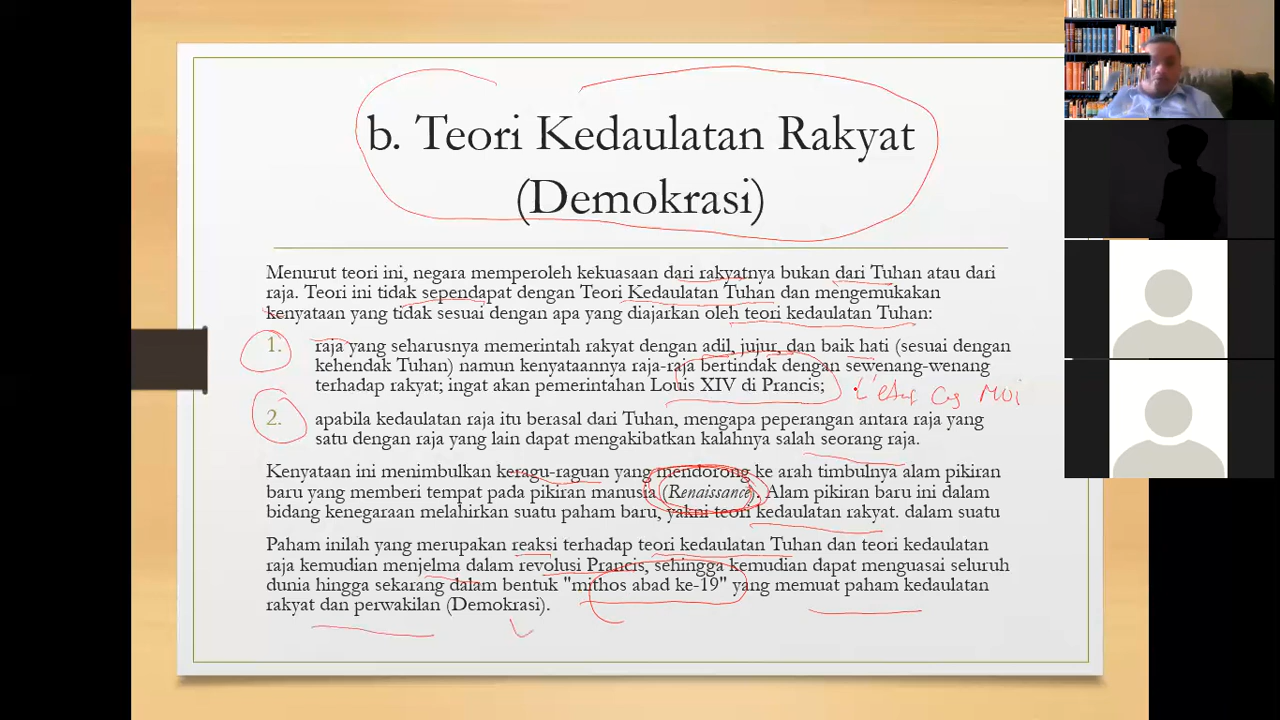 b. Teori Kedaulatan Rakyat
(Demokrasi)
Menurut teori ini, negara memperoleh kekuasaan dari rakyatnya bukan dari Tuhan atau dari
raja. Teori ini tidak sependapat dengan Teori Kedaulatan Tuhan dan mengemukakan
kenyataan yang tidak sesuai dengan apa yang diajarkan oleh teori kedaulatan Tuhan:
1. raja yang seharusnya memerintah rakyat dengan adil, jujur, dan baik hati (sesuai dengan
kehendak Tuhan) namun kenyataannya raja-raja bertindak dengan sewenang-wenang
terhadap rakyat; ingat akan pemerintahan Louis XIV di Prancis;
2. apabila kedaulatan raja itu berasal dari Tuhan, mengapa peperangan antara raja yang
satu dengan raja yang lain dapat mengakibatkan kalahnya salah seorang raja.
Kenyataan ini menimbulkan keragu-raguan yang mendorong ke arah timbulnya alam pikiran
baru yang memberi tempat pada pikiran manusia (Renaissance). Alam pikiran baru ini dalam
bidang kenegaraan melahirkan suatu paham baru, yakni teori kedaulatan rakyat. dalam suatu
Paham inilah yang merupakan reaksi terhadap teori kedaulatan Tuhan dan teori kedaulatan
raja kemudian menjelma dalam revolusi Prancis, sehingga kemudian dapat menguasai seluruh
dunia hingga sekarang dalam bentuk "mithos abad ke-19" yang memuat paham kedaulatan
rakyat dan perwakilan (Demokrasi).